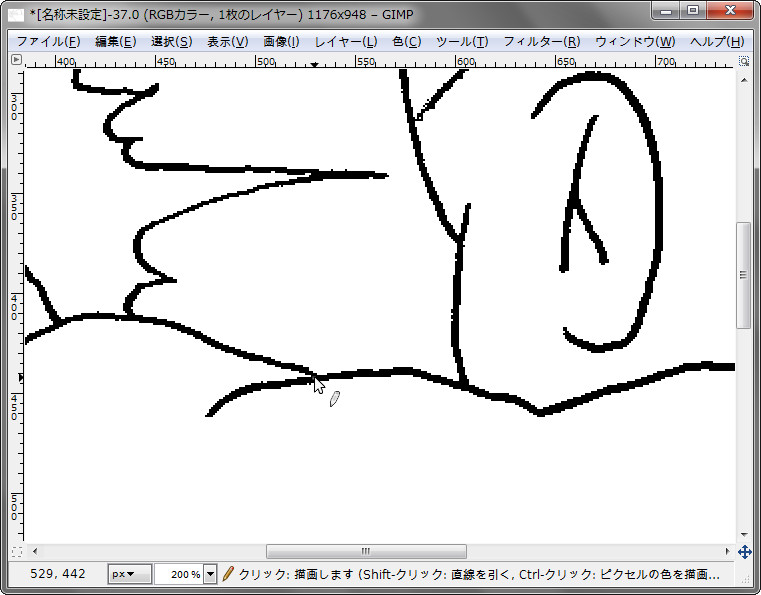 *[名称未設定]-37.0 (RGBカラー, 1枚のレイヤー) 1176x948 – GIMP
ファイル(F) 編集(E) 選択(S) 表示(V) 画像(I) レイヤー(L) 色(C) ツール(T) フィルター(R) ウィンドウ(W) ヘルプ(H)
400 450 500 550 600 650 700
300
350
400
450
500
529, 442 px 200% クリック: 描画します (Shift-クリック: 直線を引く, Ctrl-クリック: ピクセルの色を描画...